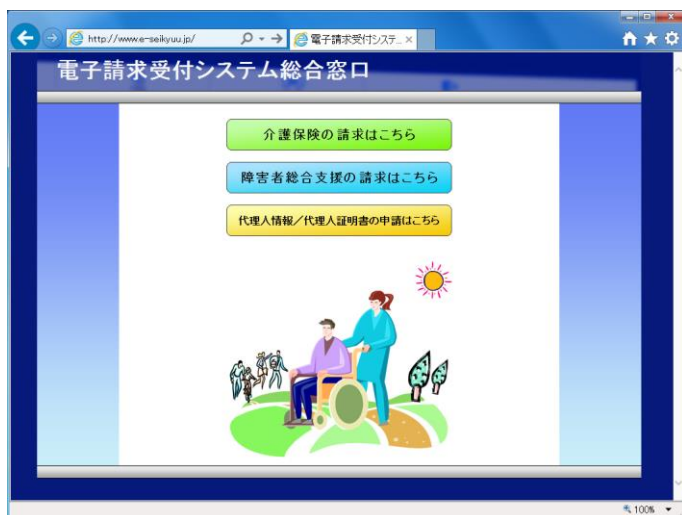 http://www.e-seikyuu.jp/
電子請求受付システ...
電子請求受付システム総合窓口
介護保険の請求はこちら
障害者総合支援の請求はこちら
代理人情報／代理人証明書の申請はこちら
100%